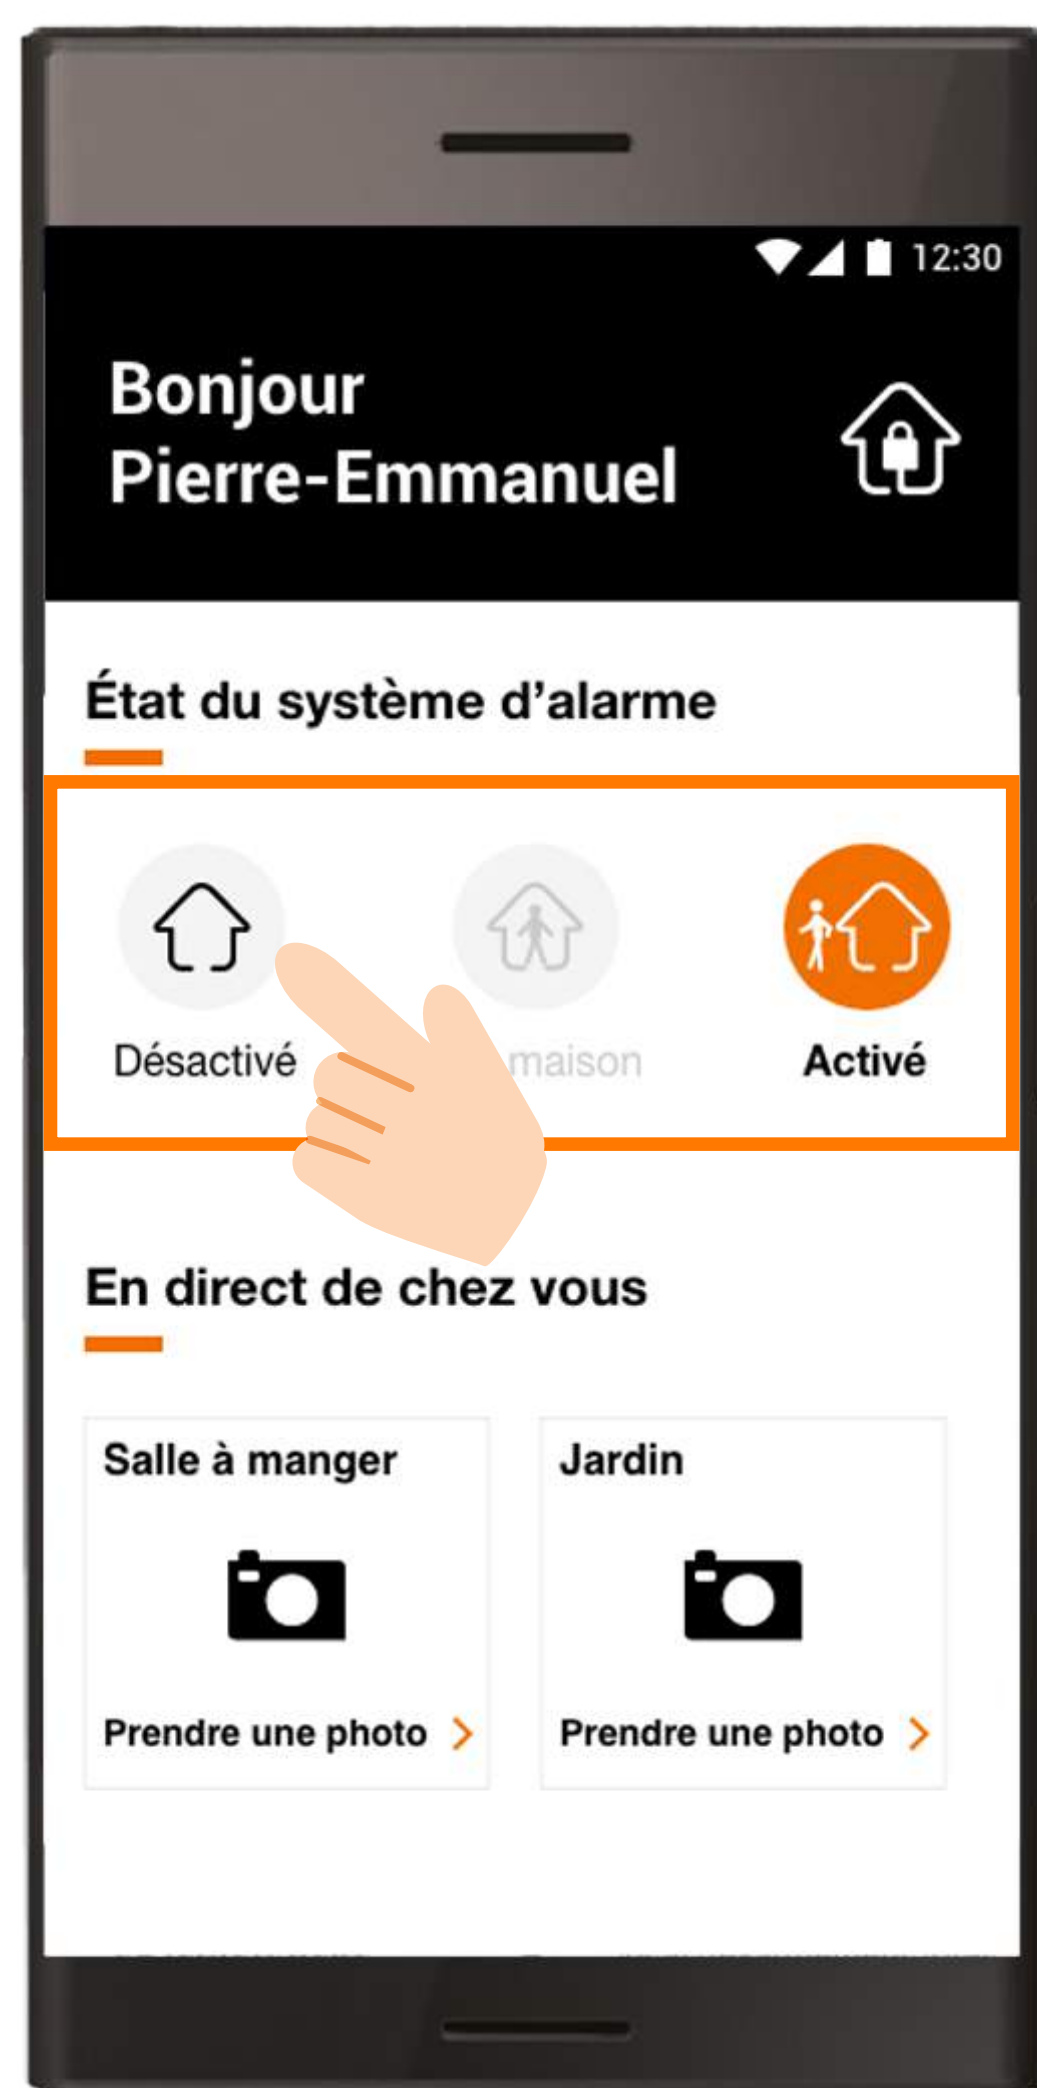 12:30
Bonjour
Pierre-Emmanuel
État du système d’alarme
Désactivé maison Activé
En direct de chez vous
Salle à manger Jardin
Prendre une photo Prendre une photo